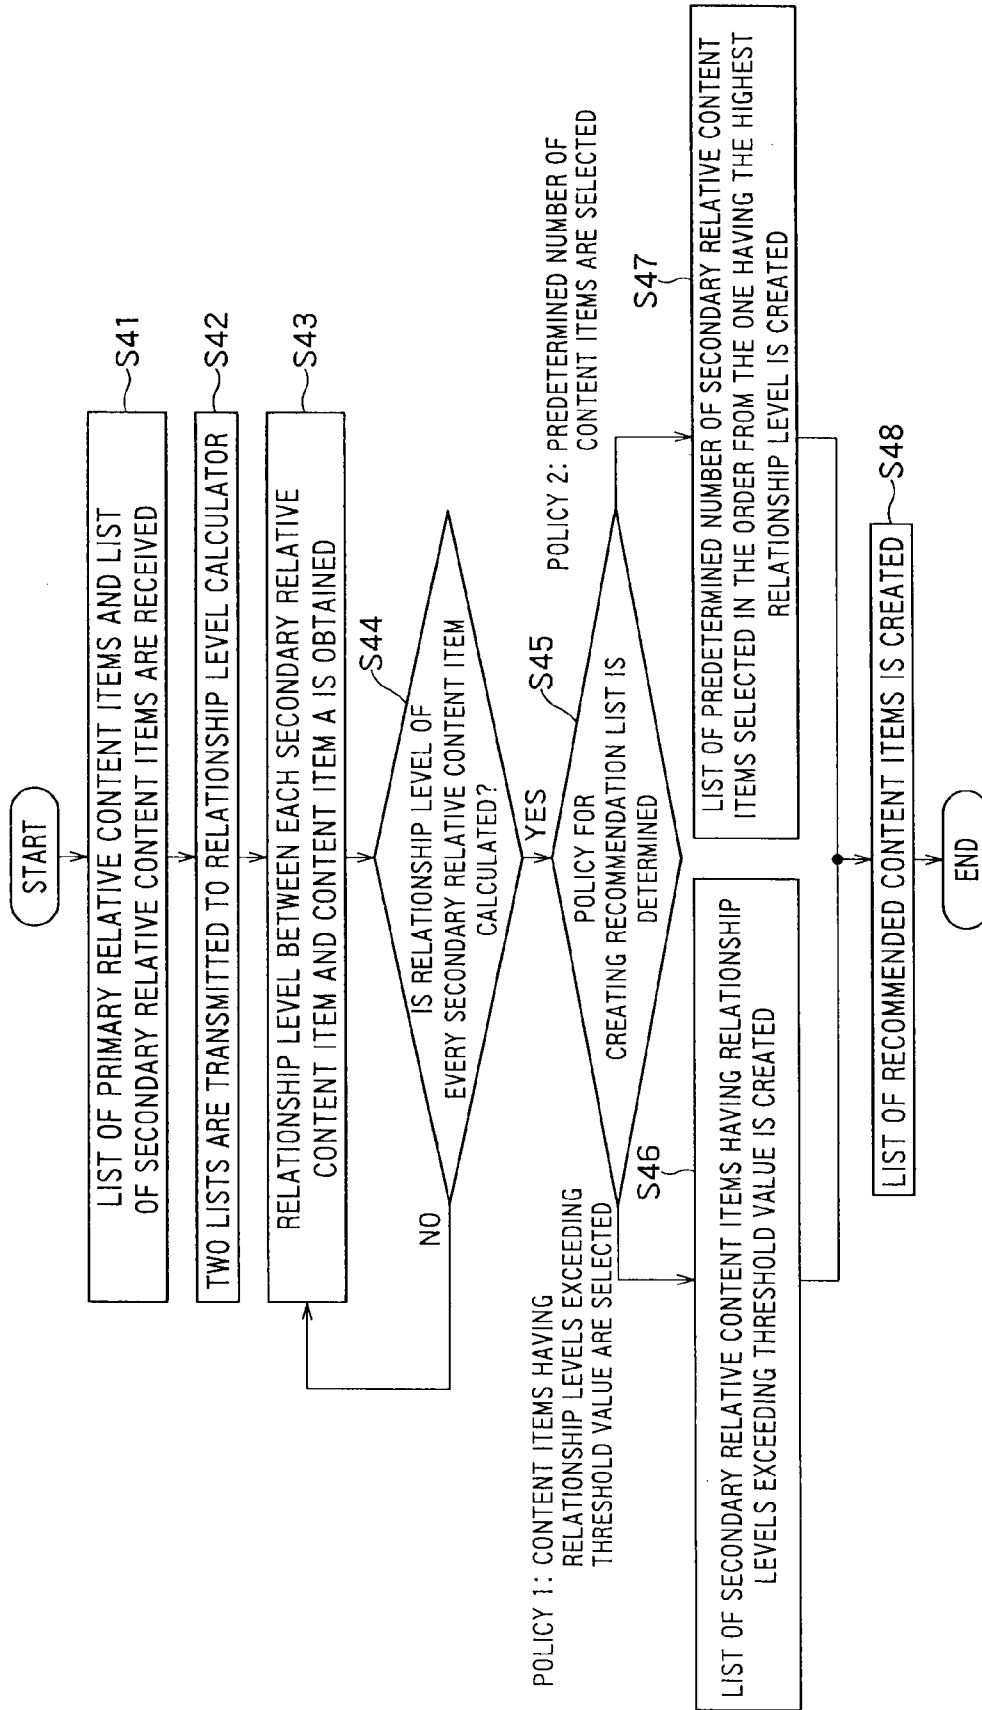 START
LIST OF PRIMARY RELATIVE CONTENT ITEMS AND LIST
OF SECONDARY RELATIVE CONTENT ITEMS ARE RECEIVED
S41
TWO LISTS ARE TRANSMITTED TO RELATIONSHIP LEVEL CALCULATOR
S42
RELATIONSHIP LEVEL BETWEEN EACH SECONDARY RELATIVE
CONTENT ITEM AND CONTENT ITEM A IS OBTAINED
S43
S44
IS RELATIONSHIP LEVEL OF
EVERY SECONDARY RELATIVE CONTENT ITEM
CALCULATED?
NO
YES
S45
POLICY FOR
CREATING RECOMMENDATION LIST IS
DETERMINED
POLICY 1: CONTENT ITEMS HAVING
RELATIONSHIP LEVELS EXCEEDING
THRESHOLD VALUE ARE SELECTED
POLICY 2: PREDETERMINED NUMBER OF
CONTENT ITEMS ARE SELECTED
S46
LIST OF SECONDARY RELATIVE CONTENT ITEMS HAVING RELATIONSHIP
LEVELS EXCEEDING THRESHOLD VALUE IS CREATED
S47
LIST OF PREDETERMINED NUMBER OF SECONDARY RELATIVE CONTENT
ITEMS SELECTED IN THE ORDER FROM THE ONE HAVING THE HIGHEST
RELATIONSHIP LEVEL IS CREATED
S48
LIST OF RECOMMENDED CONTENT ITEMS IS CREATED
END